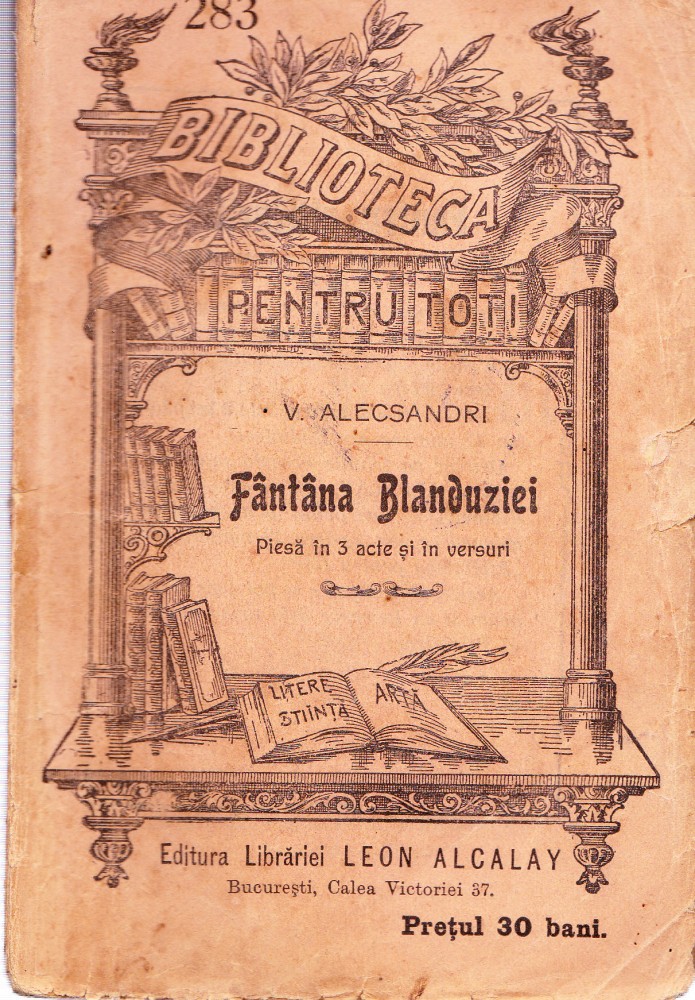 283
BIBLIOTECA
PENTRU TOȚI
V. ALECSANDRI
Fântâna Blanduziei
Piesă în 3 acte și în versuri
LITERE
ȘTIINȚĂ
ARTĂ
Editura Librăriei LEON ALCALAY
București, Calea Victoriei 37.
Prețul 30 bani.